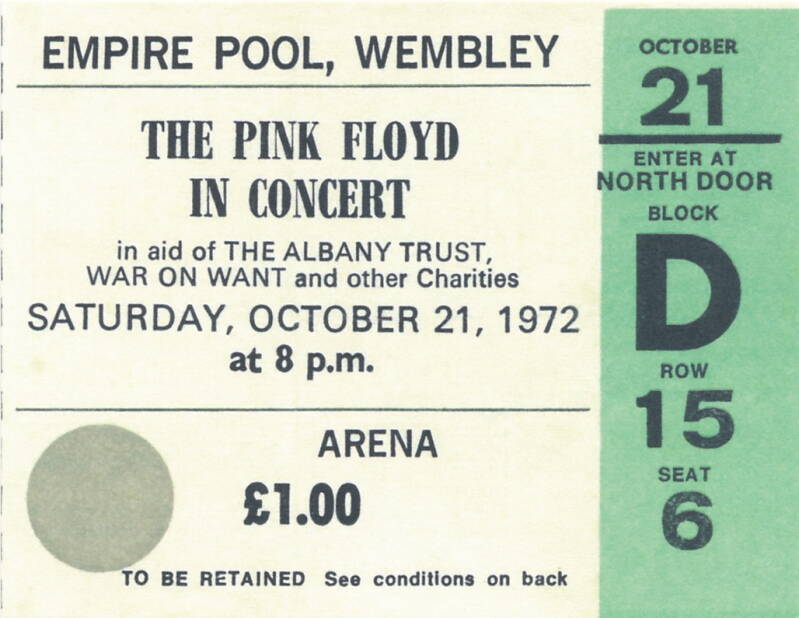 EMPIRE POOL, WEMBLEY
THE PINK FLOYD
IN CONCERT
in aid of THE ALBANY TRUST,
WAR ON WANT and other Charities
SATURDAY, OCTOBER 21, 1972
at 8 p.m.
ARENA
£1.00
TO BE RETAINED See conditions on back
OCTOBER
21
ENTER AT
NORTH DOOR
BLOCK
D
ROW
15
SEAT
6